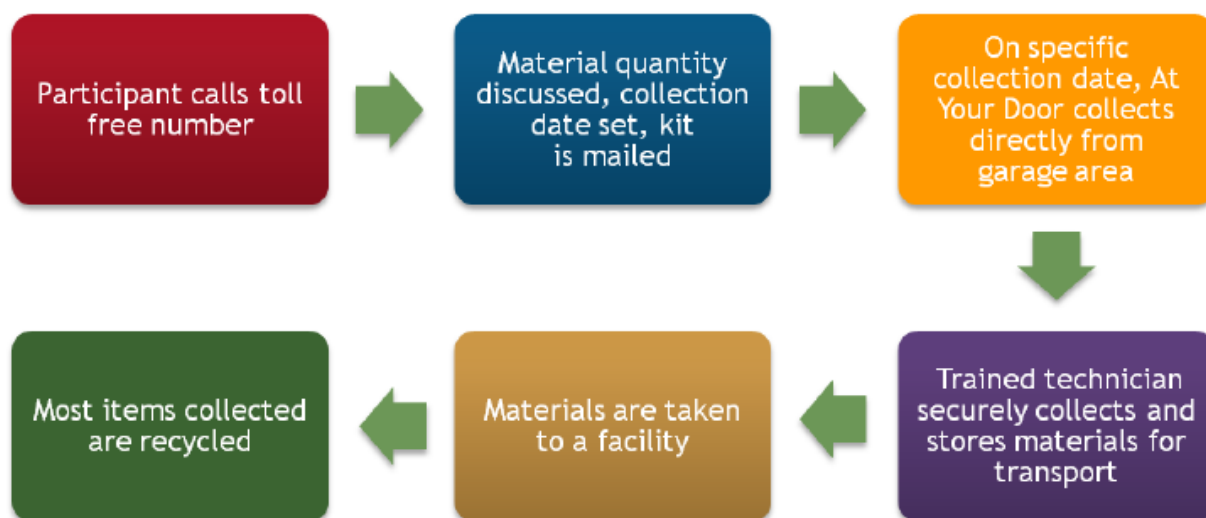 Participant calls toll
free number
Material quantity
discussed, collection
date set, kit
is mailed
On specific
collection date, At
Your Door collects
directly from
garage area
Trained technician
securely collects and
stores materials for
transport
Materials are taken
to a facility
Most items collected
are recycled